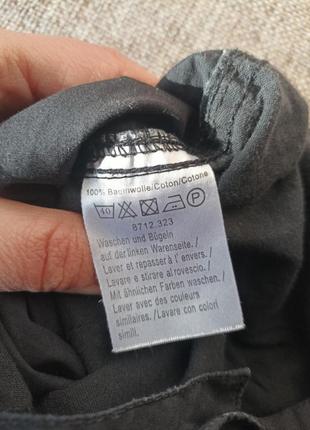 100% Baumwolle/Coton/Cotone
40 P
8712.323
Waschen und Bügeln
auf der linken Warenseite./
Laver et repasser à l' envers./
Lavare e stirare al rovescio./
Mit ähnlichen Farben waschen./
Laver avec des couleurs
similaires./Lavare con colori
simili.